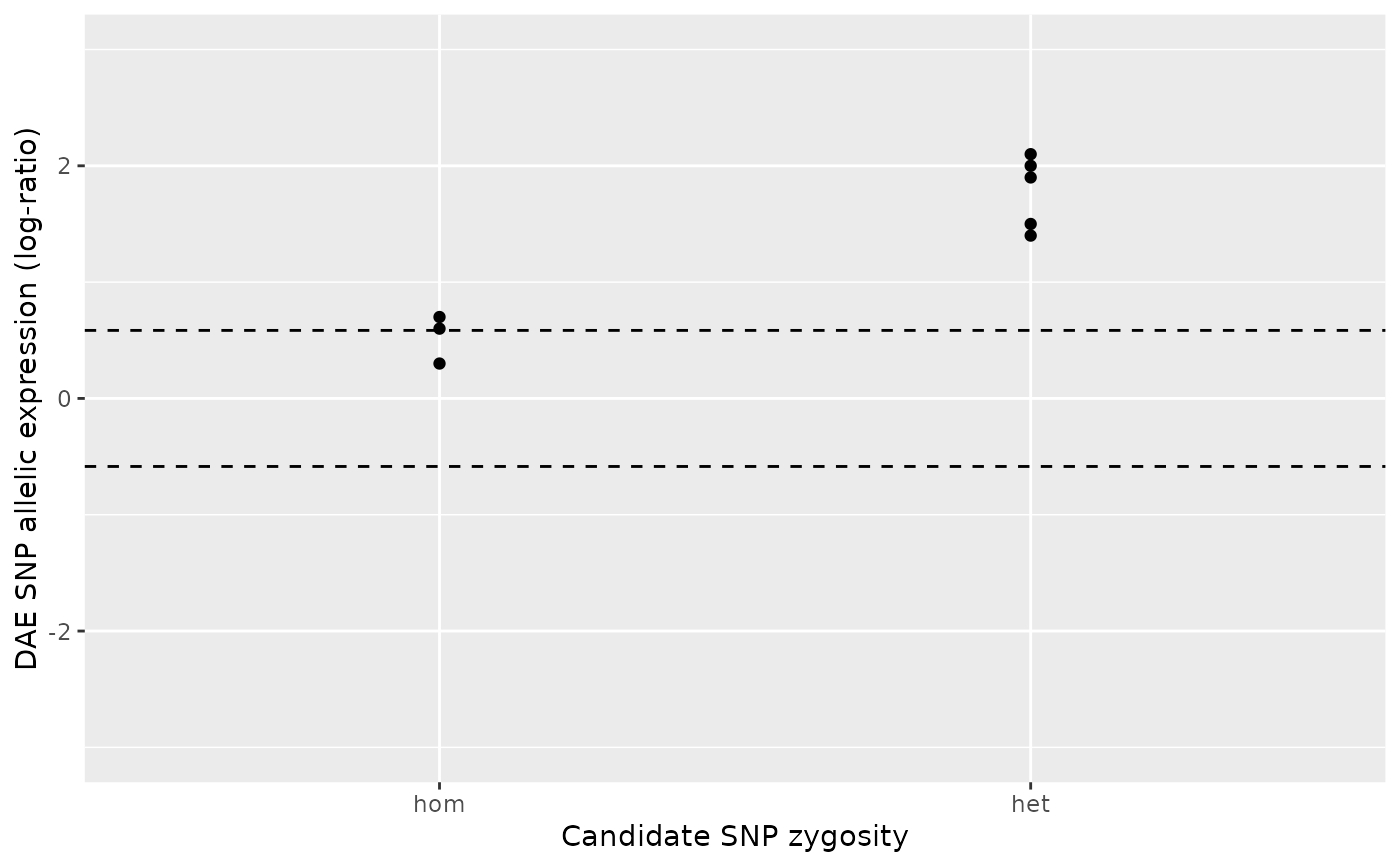 DAE SNP allelic expression (log-ratio)
2
0
-2
hom het
Candidate SNP zygosity